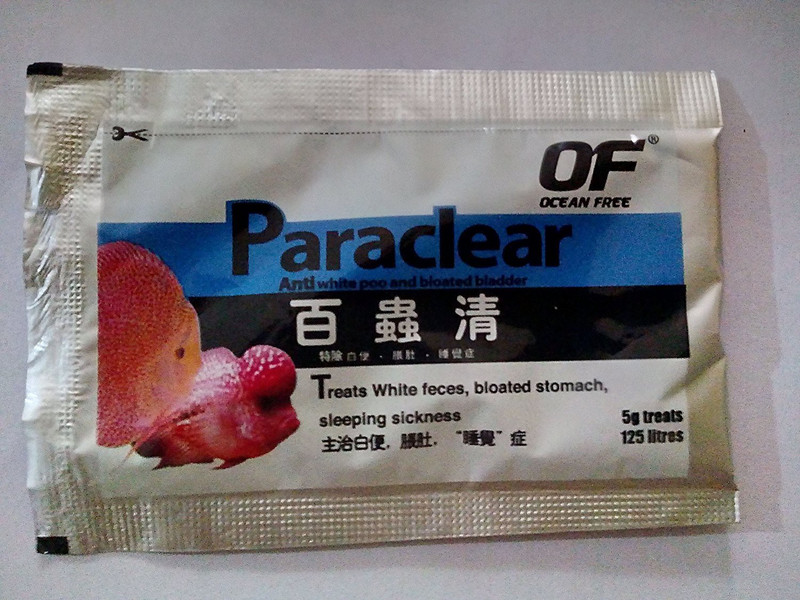 OF®
OCEAN FREE
Paraclear
Anti white poo and bloated bladder
百蟲清
特除白便．脹肚．睡覺症
Treats White feces, bloated stomach,
sleeping sickness
主治白便，脹肚，“睡覺”症
5g treats
125 litres